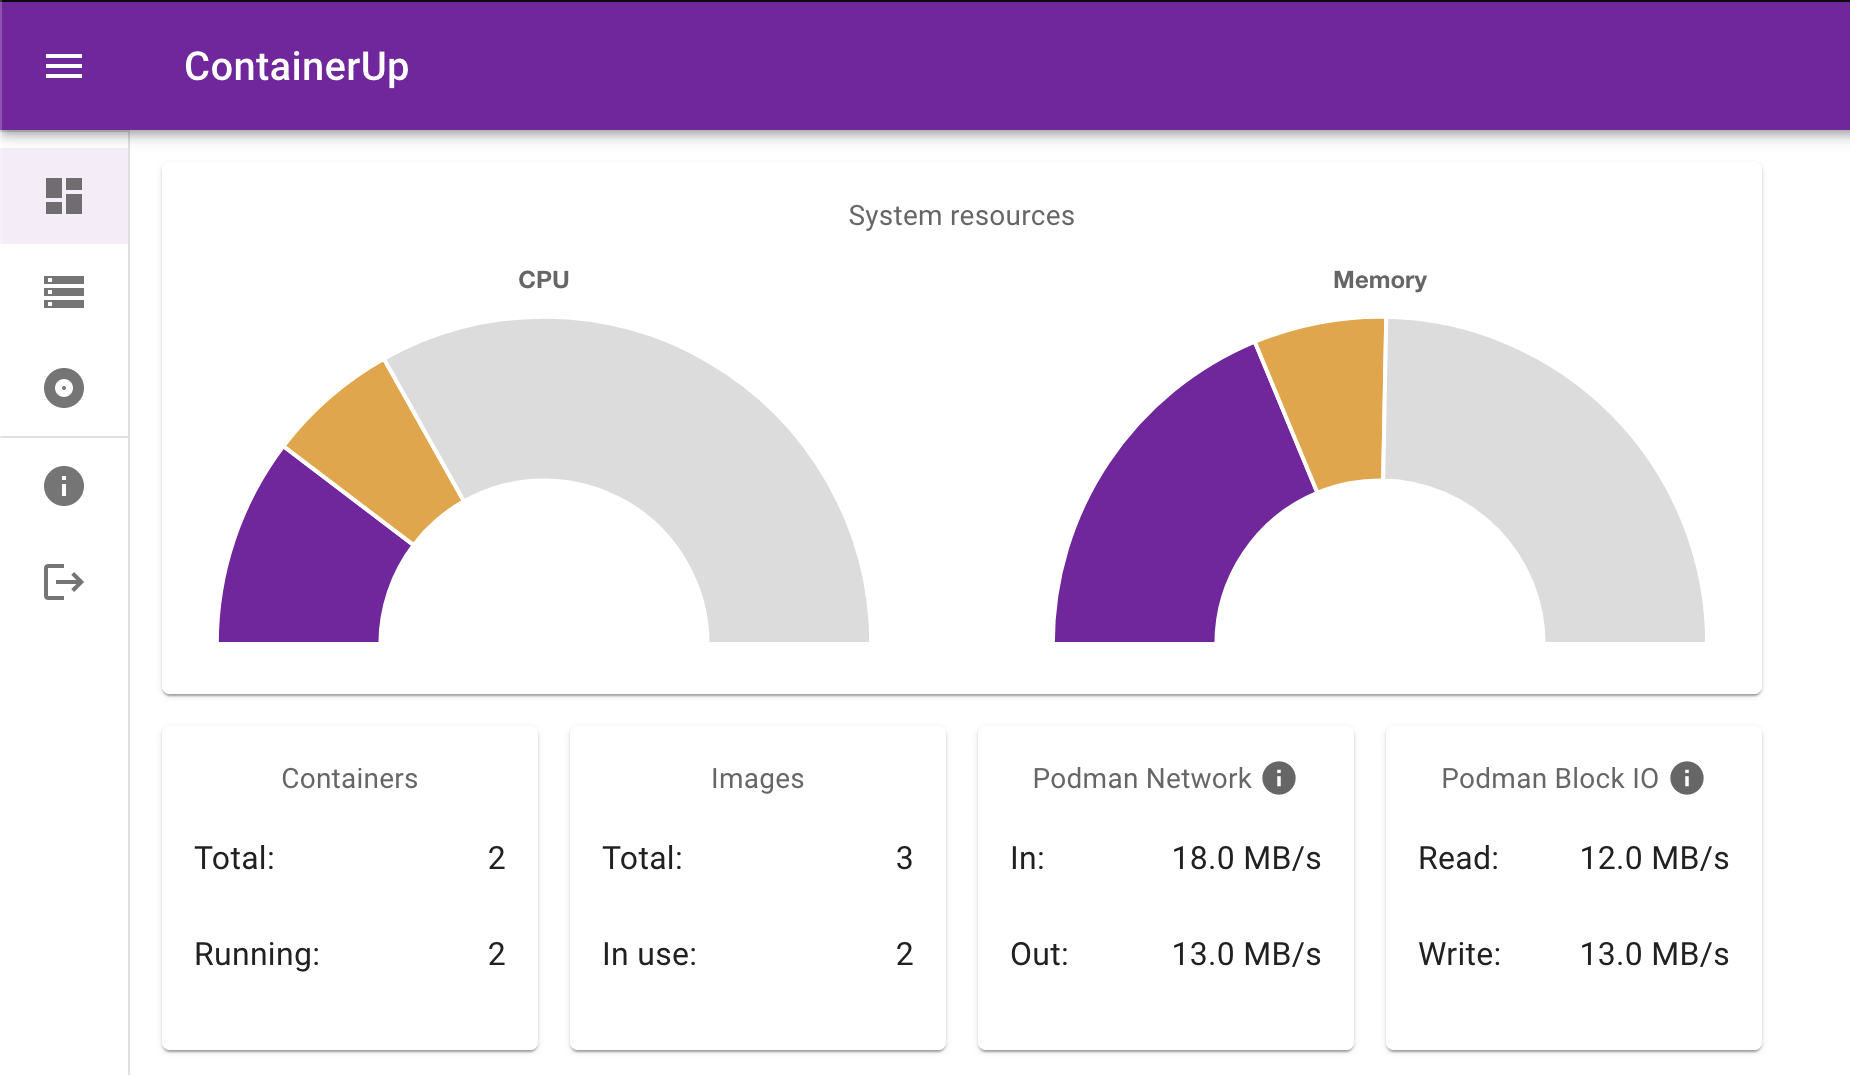 ContainerUp
System resources
CPU
Memory
Containers
Total: 2
Running: 2
Images
Total: 3
In use: 2
Podman Network
In: 18.0 MB/s
Out: 13.0 MB/s
Podman Block IO
Read: 12.0 MB/s
Write: 13.0 MB/s